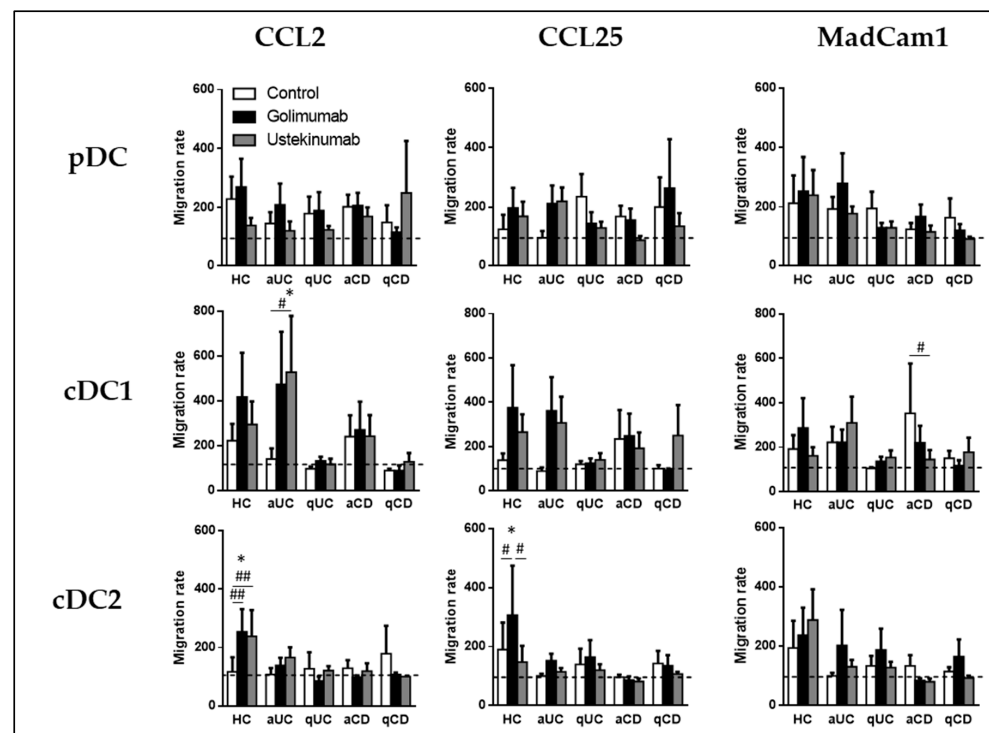 CCL2 CCL25 MadCam1
pDC
Migration rate
600
400
200
0
Control
Golimumab
Ustekinumab
HC aUC qUC aCD qCD
Migration rate
600
400
200
0
HC aUC qUC aCD qCD
Migration rate
600
400
200
0
HC aUC qUC aCD qCD
cDC1
Migration rate
800
600
400
200
0
*
#
HC aUC qUC aCD qCD
Migration rate
800
600
400
200
0
HC aUC qUC aCD qCD
Migration rate
800
600
400
200
0
#
HC aUC qUC aCD qCD
cDC2
Migration rate
600
400
200
0
*
##
##
HC aUC qUC aCD qCD
Migration rate
600
400
200
0
*
# #
HC aUC qUC aCD qCD
Migration rate
600
400
200
0
HC aUC qUC aCD qCD